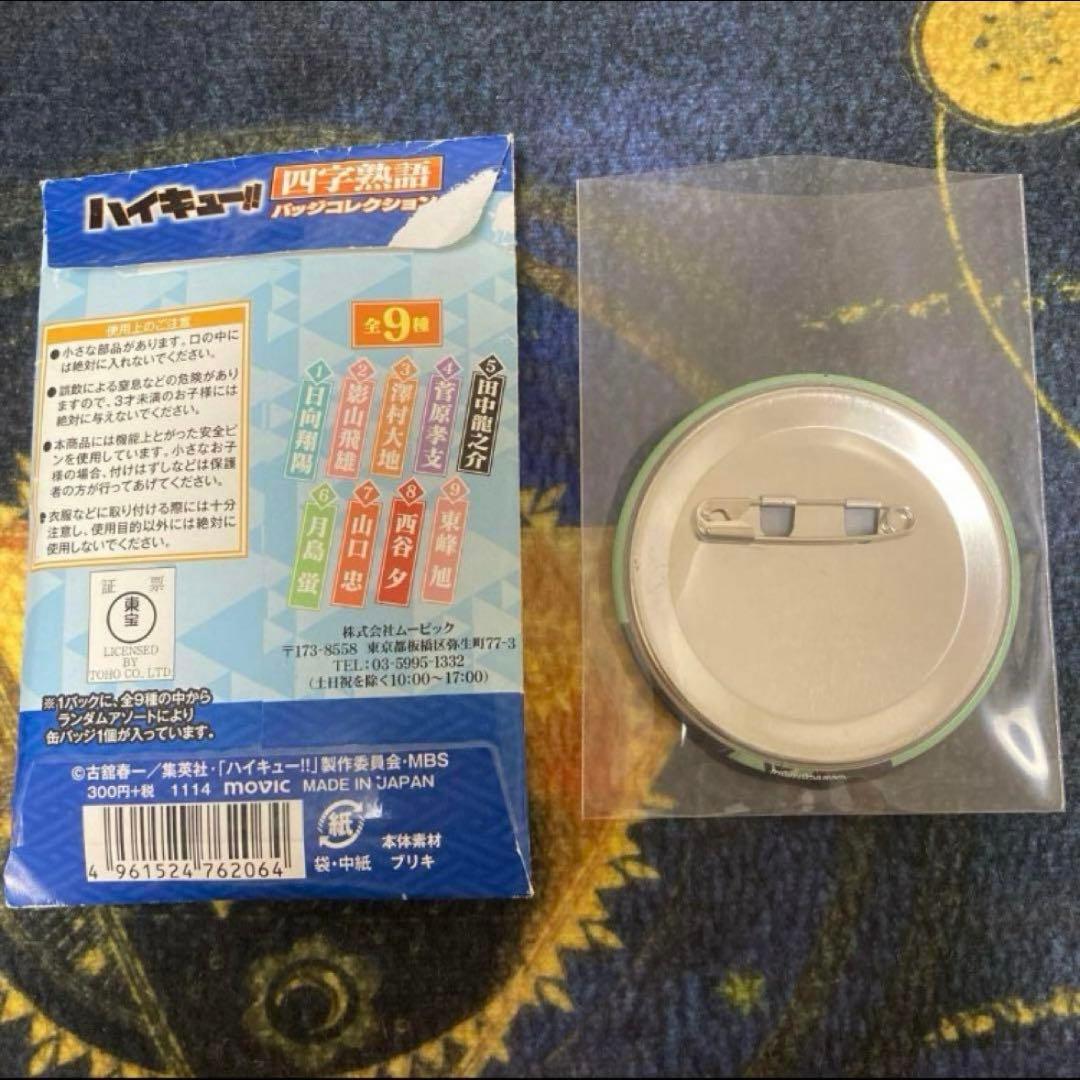 ハイキュー!!
四字熟語
バッジコレクション
使用上のご注意
●小さな部品があります。口の中に
は絶対に入れないでください。
●誤飲による窒息などの危険があり
ますので、3才未満のお子様には
絶対に与えないでください。
●本商品には機能上とがった安全ピ
ンを使用しています。小さなお子
様の場合、付けはずしなどは保護
者の方が行ってあげてください。
●衣服などに取り付ける際には十分
注意し、使用目的以外には絶対に
使用しないでください。
全9種
1 日向翔陽
2 影山飛雄
3 澤村大地
4 菅原孝支
5 田中龍之介
6 月島 蛍
7 山口 忠
8 西谷 夕
9 東峰 旭
証 票
東宝
LICENSED
BY
TOHO CO., LTD.
株式会社ムービック
〒173-8558 東京都板橋区弥生町77-3
TEL:03-5995-1332
(土日祝を除く10:00〜17:00)
※1パックに、全9種の中から
ランダムアソートにより
缶バッジ1個が入っています。
©古舘春一/集英社・「ハイキュー!!」製作委員会・MBS
300円+税 1114 movic MADE IN JAPAN
4 961524 762064
紙
袋・中紙
本体素材
ブリキ